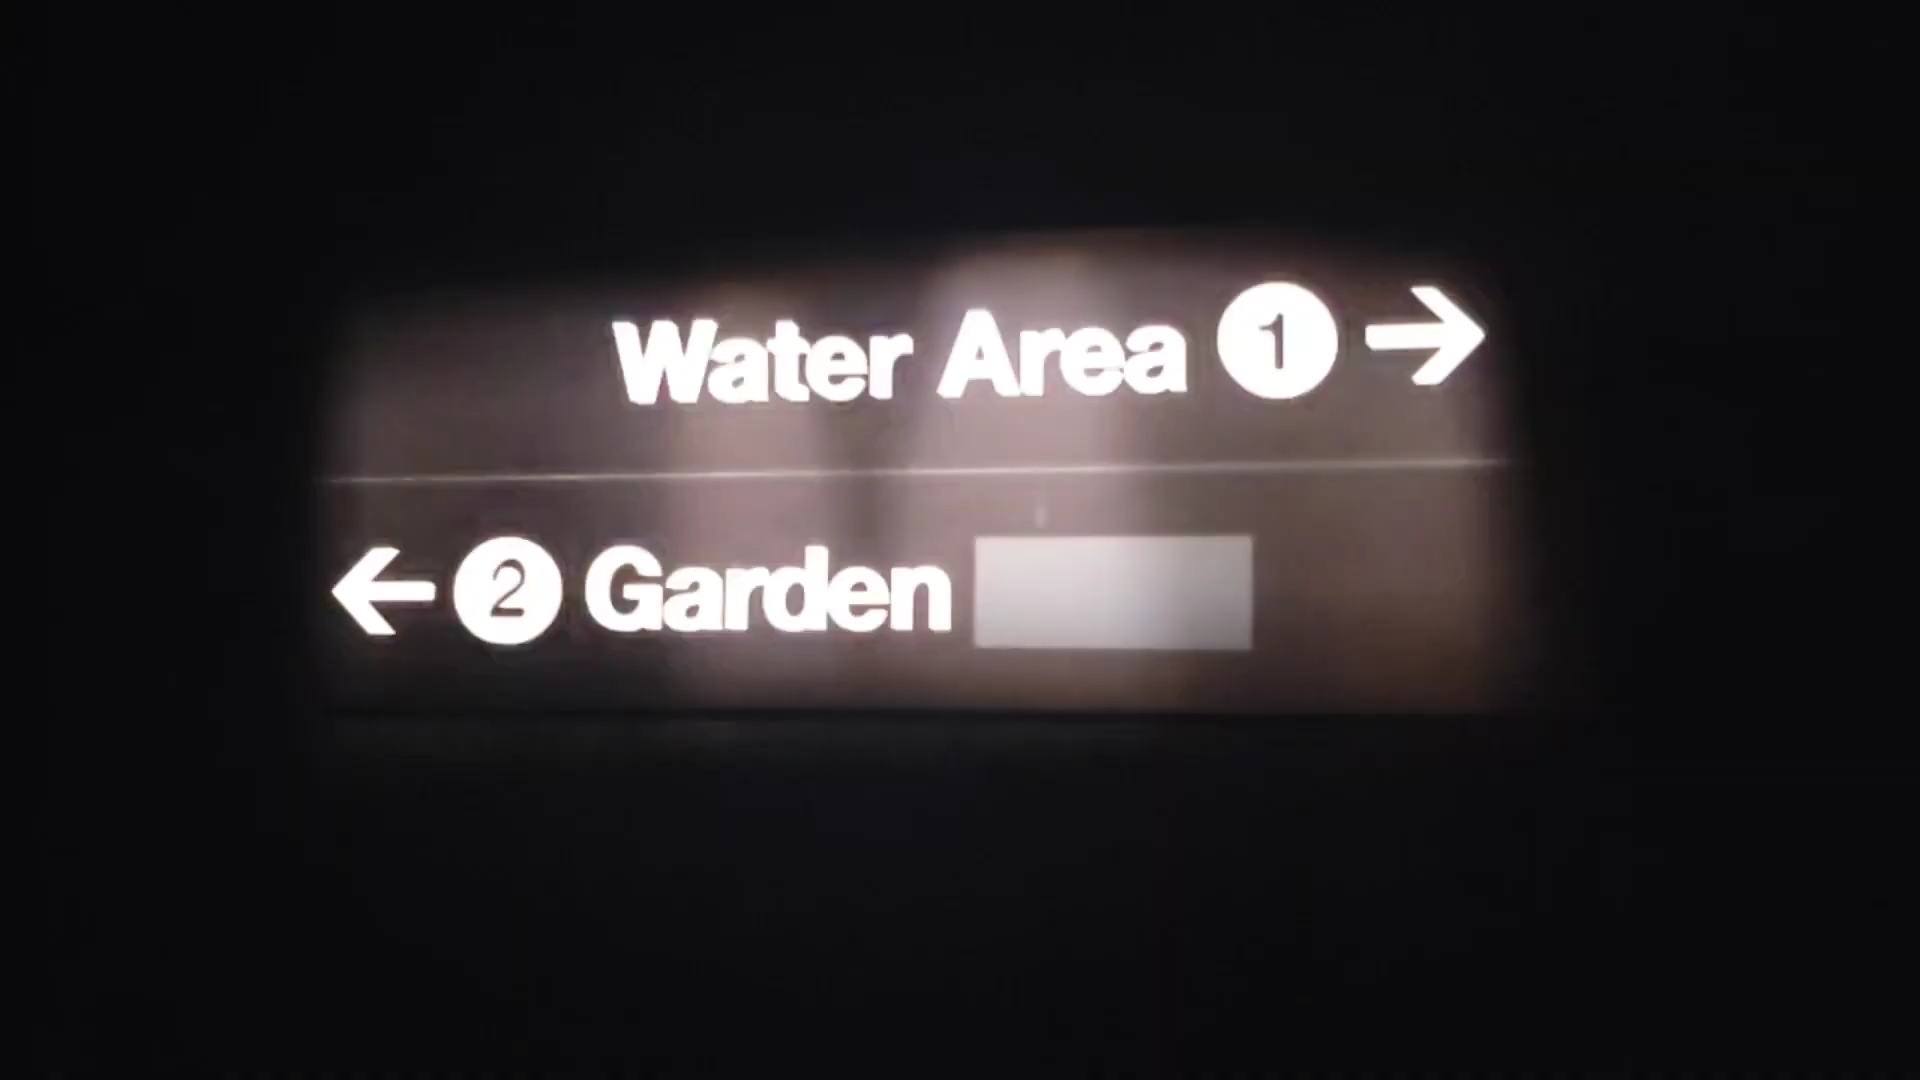 Water Area 1 →
← 2 Garden